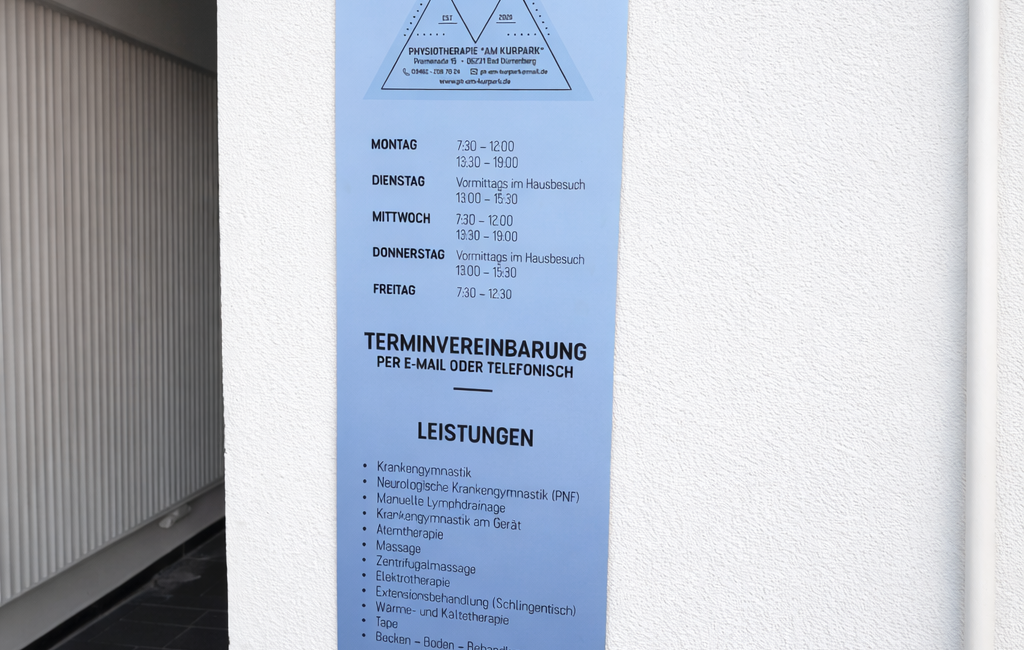 EST 2020
PHYSIOTHERAPIE "AM KURPARK"
Promenade 15 • 06231 Bad Dürrenberg
www.pt-am-kurpark.de
MONTAG 7:30 – 12:00
13:30 – 19:00
DIENSTAG Vormittags im Hausbesuch
13:00 – 15:30
MITTWOCH 7:30 – 12:00
13:30 – 19:00
DONNERSTAG Vormittags im Hausbesuch
13:00 – 15:30
FREITAG 7:30 – 12:30
TERMINVEREINBARUNG
PER E-MAIL ODER TELEFONISCH
LEISTUNGEN
• Krankengymnastik
• Neurologische Krankengymnastik (PNF)
• Manuelle Lymphdrainage
• Krankengymnastik am Gerät
• Atemtherapie
• Massage
• Zentrifugalmassage
• Elektrotherapie
• Extensionsbehandlung (Schlingentisch)
• Wärme- und Kältetherapie
• Tape
• Becken – Boden –